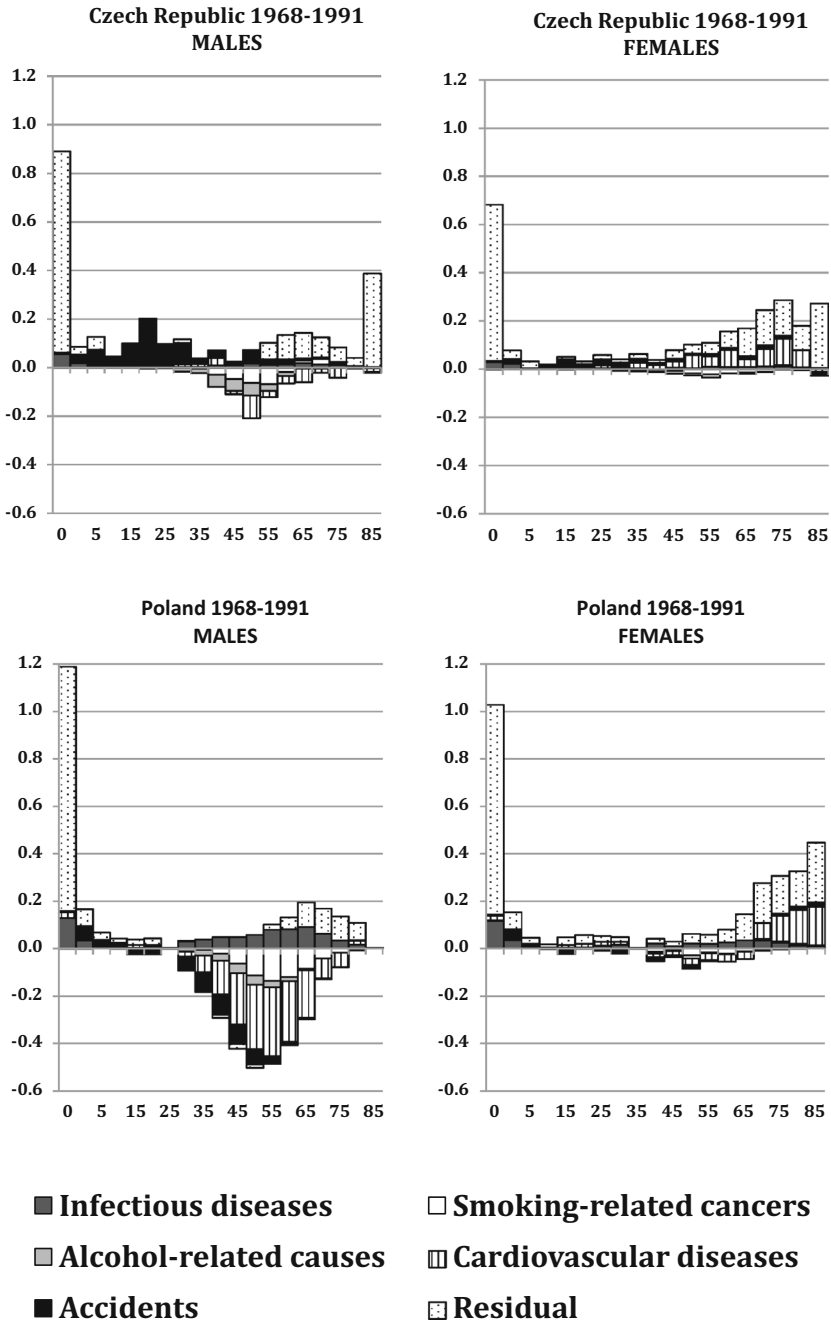 Czech Republic 1968-1991
MALES
1.2
1.0
0.8
0.6
0.4
0.2
0.0
-0.2
-0.4
-0.6
0 5 15 25 35 45 55 65 75 85
Czech Republic 1968-1991
FEMALES
1.2
1.0
0.8
0.6
0.4
0.2
0.0
-0.2
-0.4
-0.6
0 5 15 25 35 45 55 65 75 85
Poland 1968-1991
MALES
1.2
1.0
0.8
0.6
0.4
0.2
0.0
-0.2
-0.4
-0.6
0 5 15 25 35 45 55 65 75 85
Poland 1968-1991
FEMALES
1.2
1.0
0.8
0.6
0.4
0.2
0.0
-0.2
-0.4
-0.6
0 5 15 25 35 45 55 65 75 85
Infectious diseases
Smoking-related cancers
Alcohol-related causes
Cardiovascular diseases
Accidents
Residual